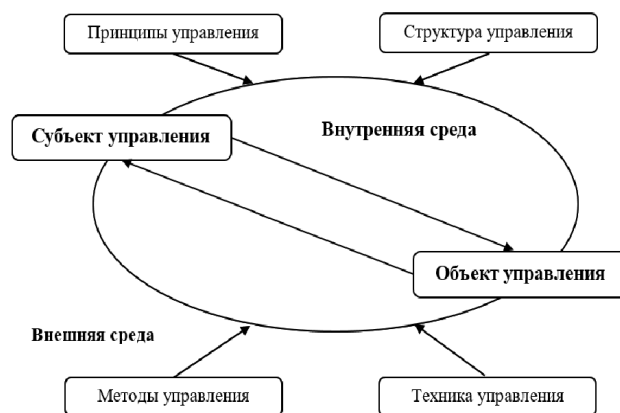 Принципы управления
Структура управления
Субъект управления
Внутренняя среда
Объект управления
Внешняя среда
Методы управления
Техника управления